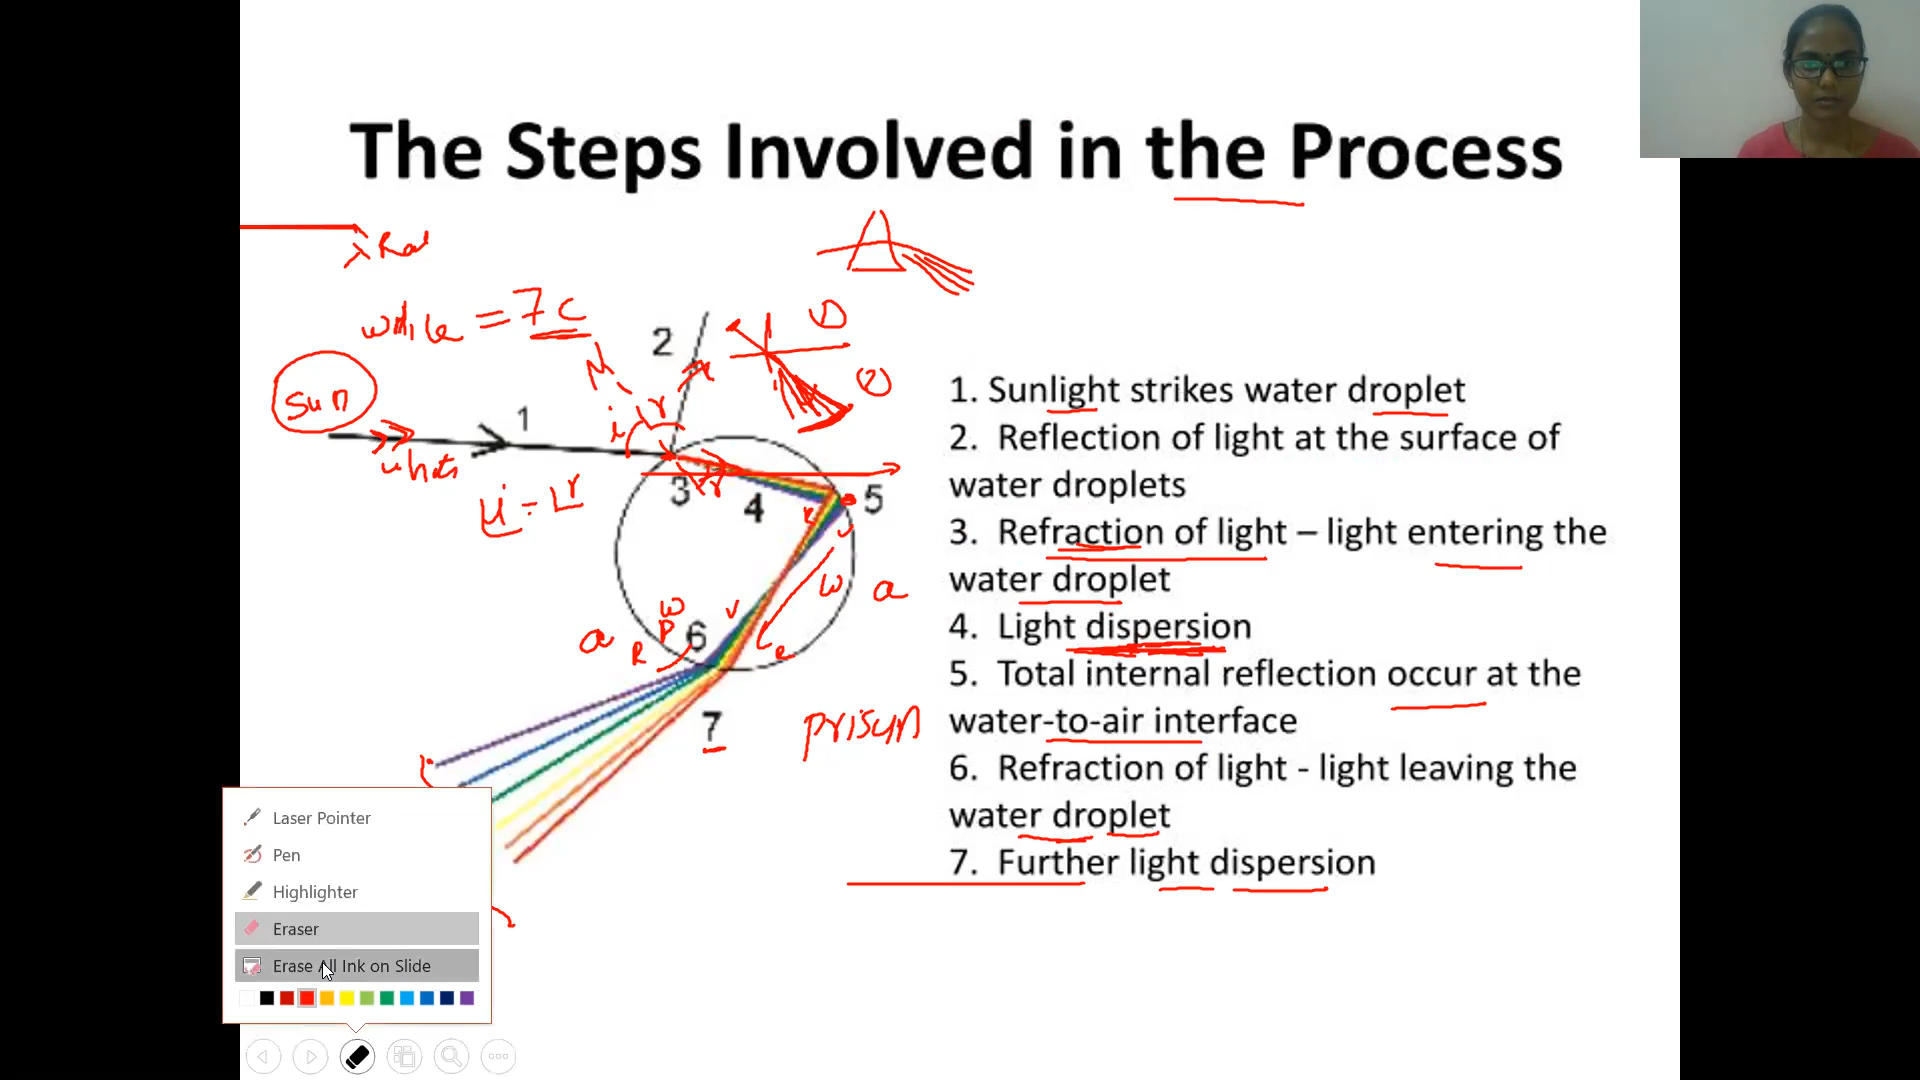 The Steps Involved in the Process
white = 7 C
2
Sun
1
i
r
3
r
4
5
1. Sunlight strikes water droplet
2. Reflection of light at the surface of
water droplets
3. Refraction of light – light entering the
water droplet
4. Light dispersion
5. Total internal reflection occur at the
water-to-air interface
6. Refraction of light - light leaving the
water droplet
7. Further light dispersion
w
a
w
a
6
v
R
7
Laser Pointer
Pen
Highlighter
Eraser
Erase All Ink on Slide